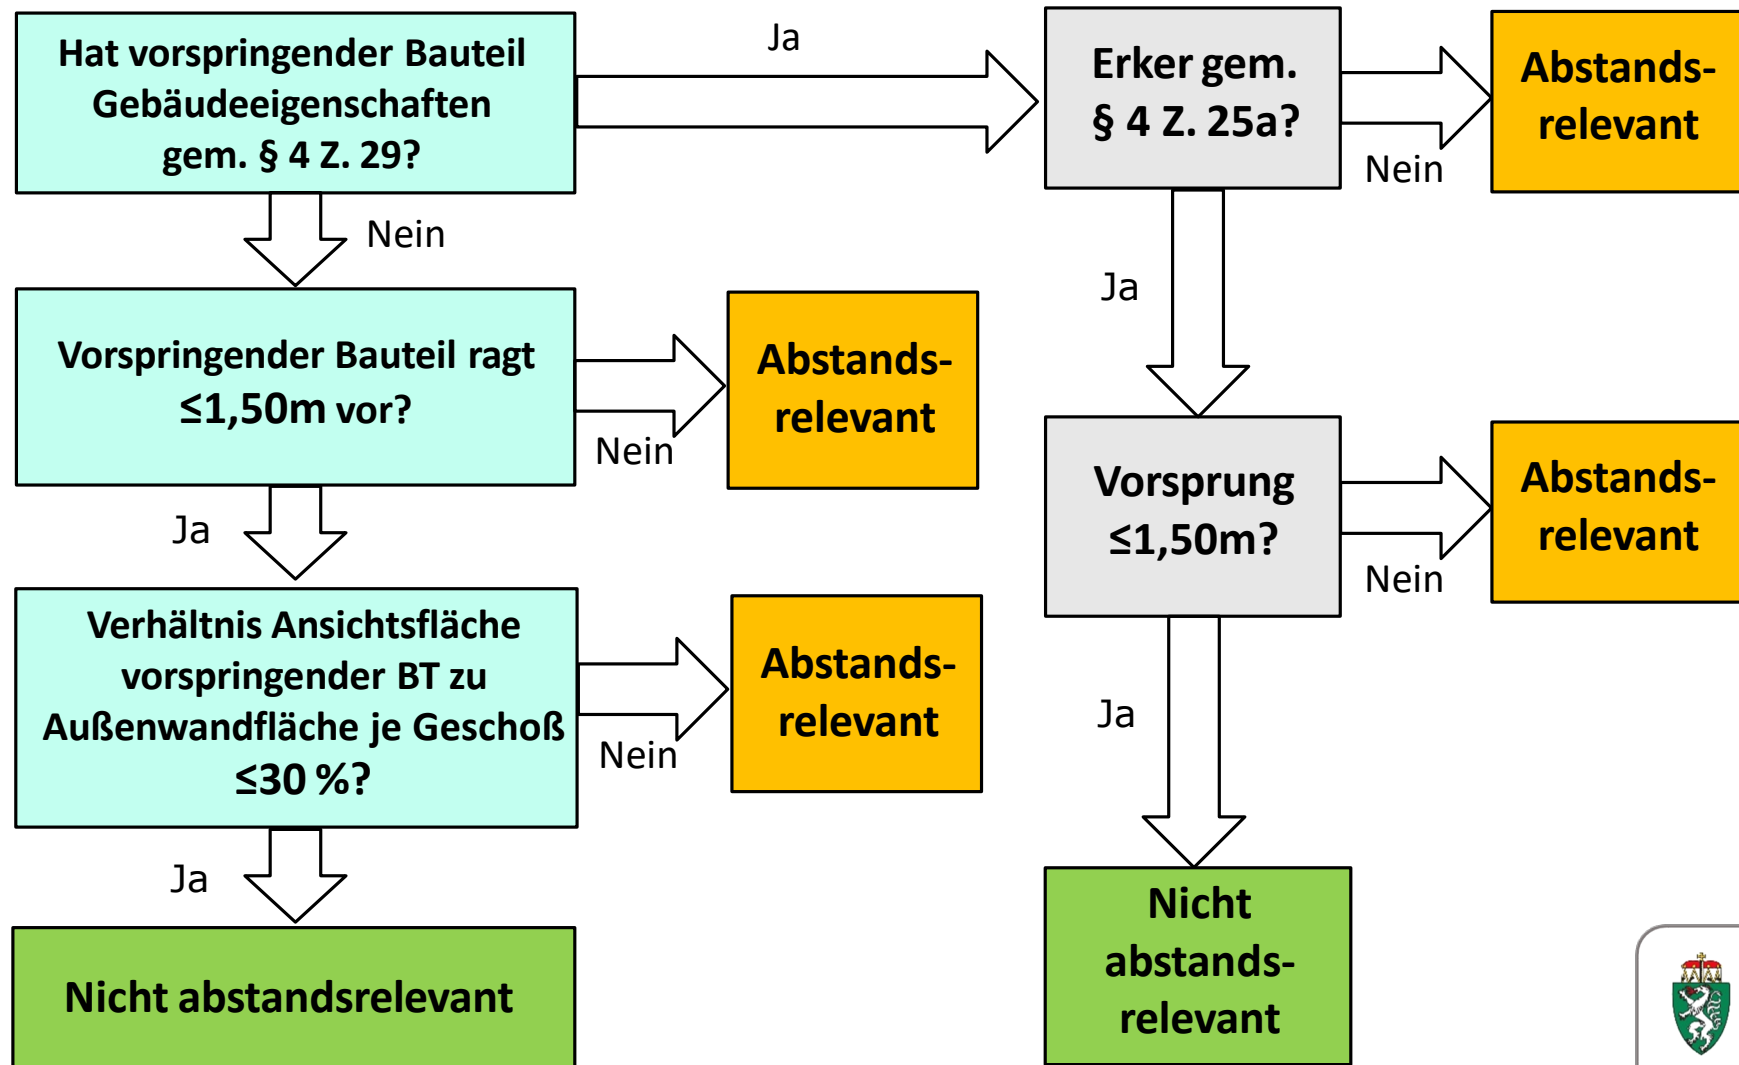 Hat vorspringender Bauteil
Gebäudeeigenschaften
gem. § 4 Z. 29?
Ja
Erker gem.
§ 4 Z. 25a?
Nein
Abstands-
relevant
Nein
Ja
Vorspringender Bauteil ragt
≤1,50m vor?
Nein
Abstands-
relevant
Vorsprung
≤1,50m?
Nein
Abstands-
relevant
Ja
Verhältnis Ansichtsfläche
vorspringender BT zu
Außenwandfläche je Geschoß
≤30 %?
Nein
Abstands-
relevant
Ja
Ja
Nicht abstandsrelevant
Nicht
abstands-
relevant